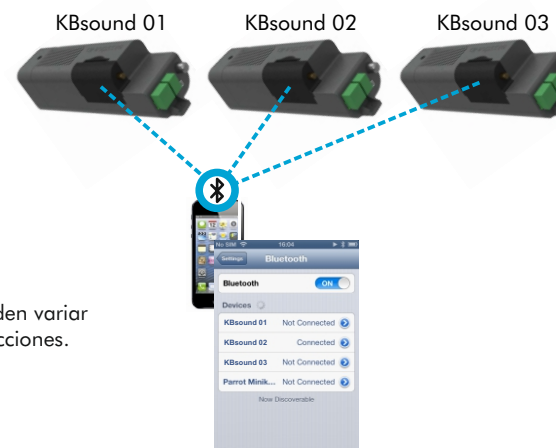 KBsound 01
KBsound 02
KBsound 03
No SIM 16:04
Settings Bluetooth
Bluetooth ON
Devices
KBsound 01 Not Connected
KBsound 02 Connected
KBsound 03 Not Connected
Parrot Minik... Not Connected
Now Discoverable
den variar
cciones.